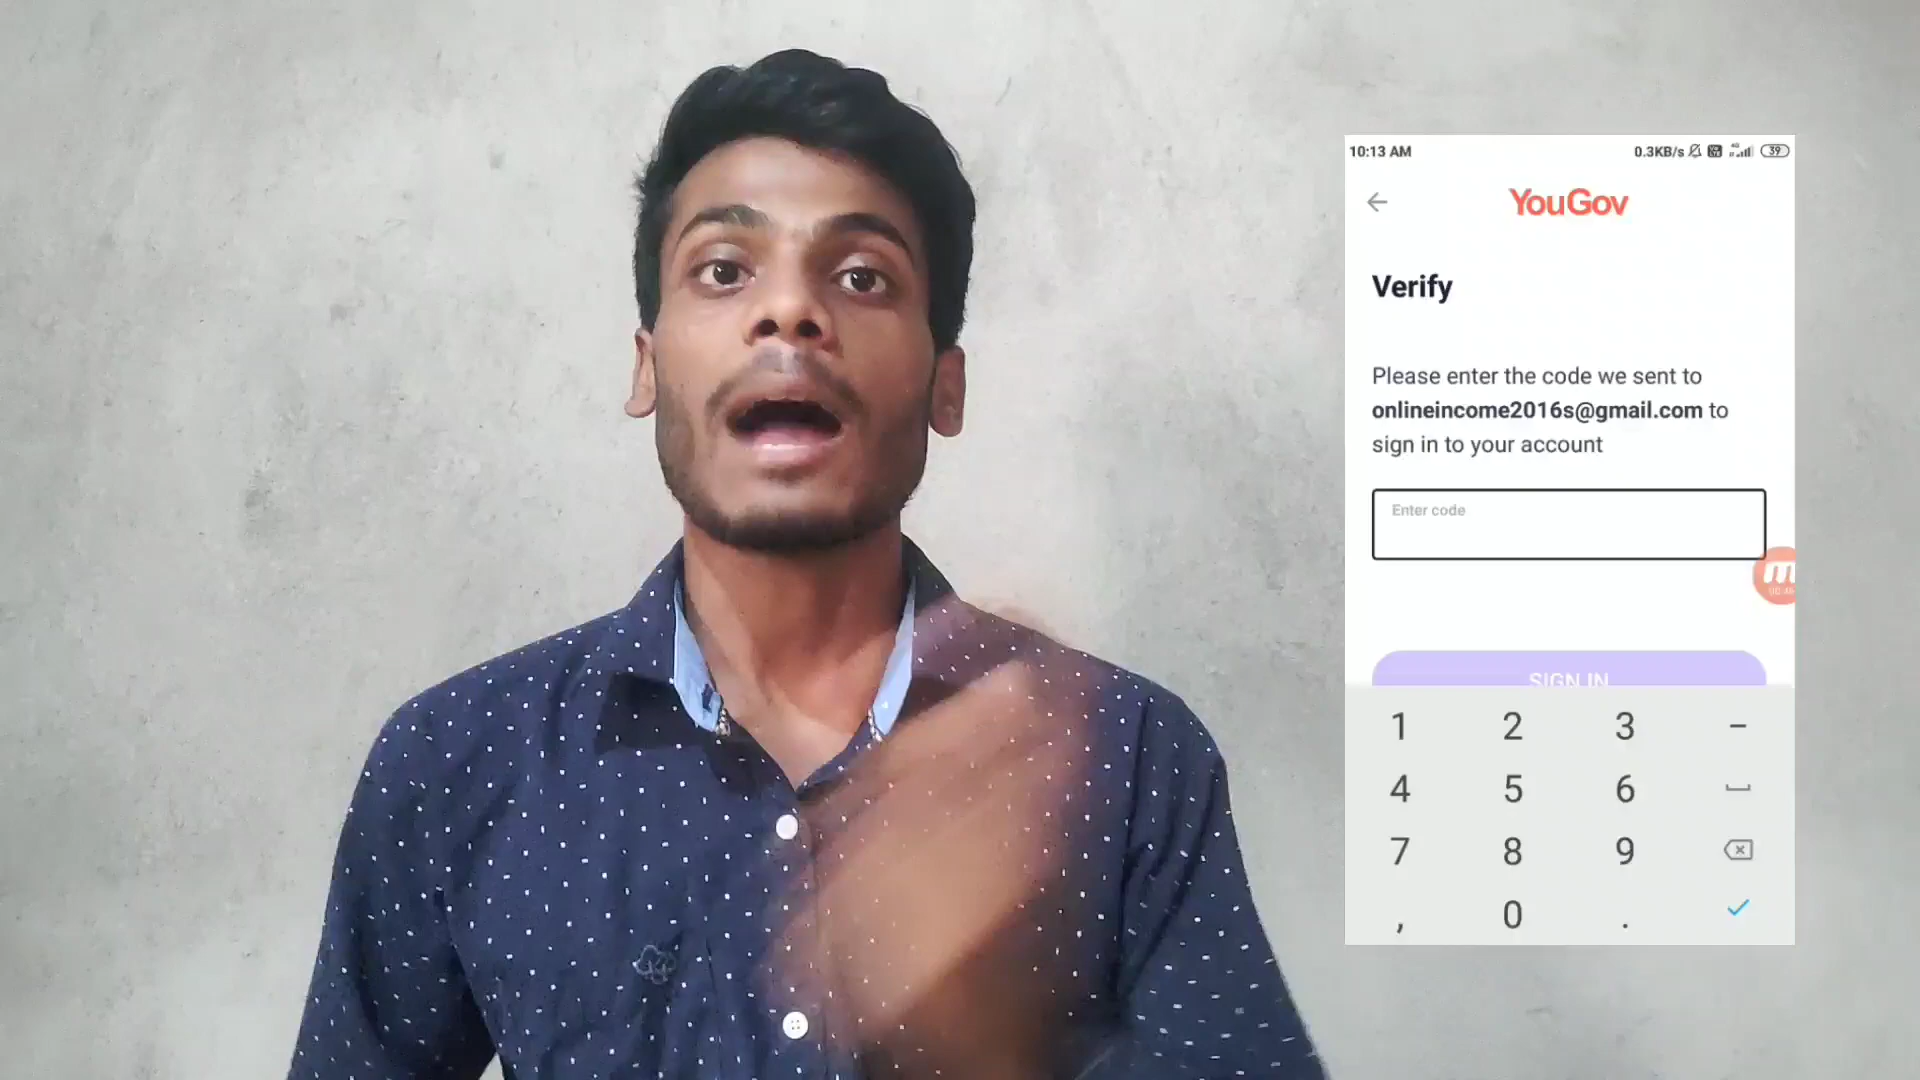 10:13 AM
0.3KB/s
39
YouGov
Verify
Please enter the code we sent to
onlineincome2016s@gmail.com to
sign in to your account
Enter code
SIGN IN
1 2 3 –
4 5 6
7 8 9
, 0 .